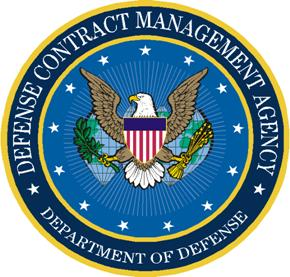 DEFENSE CONTRACT MANAGEMENT AGENCY
DEPARTMENT OF DEFENSE